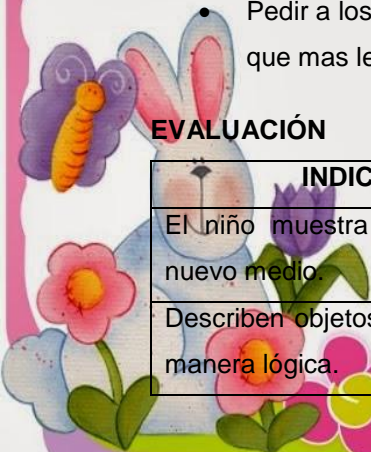 Pedir a los
que mas le
EVALUACIÓN
INDIC
El niño muestra
nuevo medio.
Describen objetos
manera lógica.